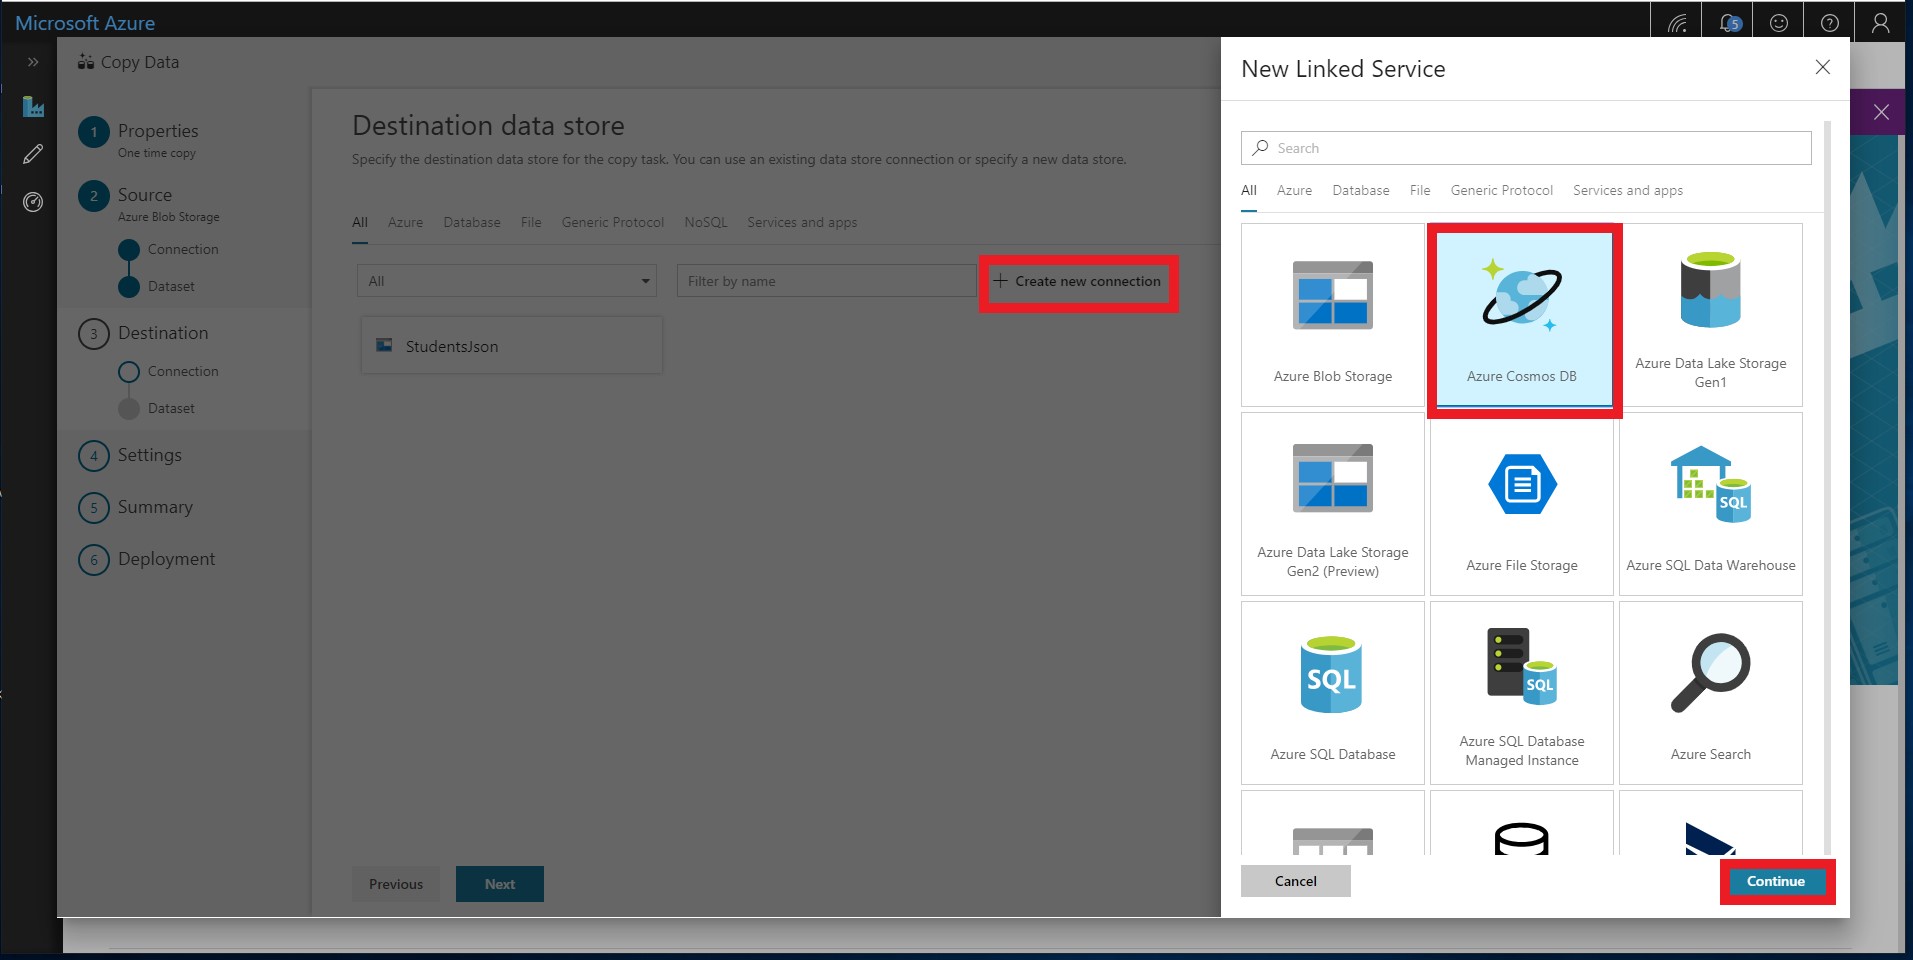 Microsoft Azure
5
Copy Data
1 Properties
One time copy
2 Source
Azure Blob Storage
Connection
Dataset
3 Destination
Connection
Dataset
4 Settings
5 Summary
6 Deployment
Destination data store
Specify the destination data store for the copy task. You can use an existing data store connection or specify a new data store.
All Azure Database File Generic Protocol NoSQL Services and apps
All Filter by name + Create new connection
StudentsJson
Previous Next
New Linked Service
Search
All Azure Database File Generic Protocol Services and apps
Azure Blob Storage
Azure Cosmos DB
Azure Data Lake Storage
Gen1
Azure Data Lake Storage
Gen2 (Preview)
Azure File Storage
SQL
Azure SQL Data Warehouse
SQL
Azure SQL Database
SQL
Azure SQL Database
Managed Instance
Azure Search
Cancel Continue